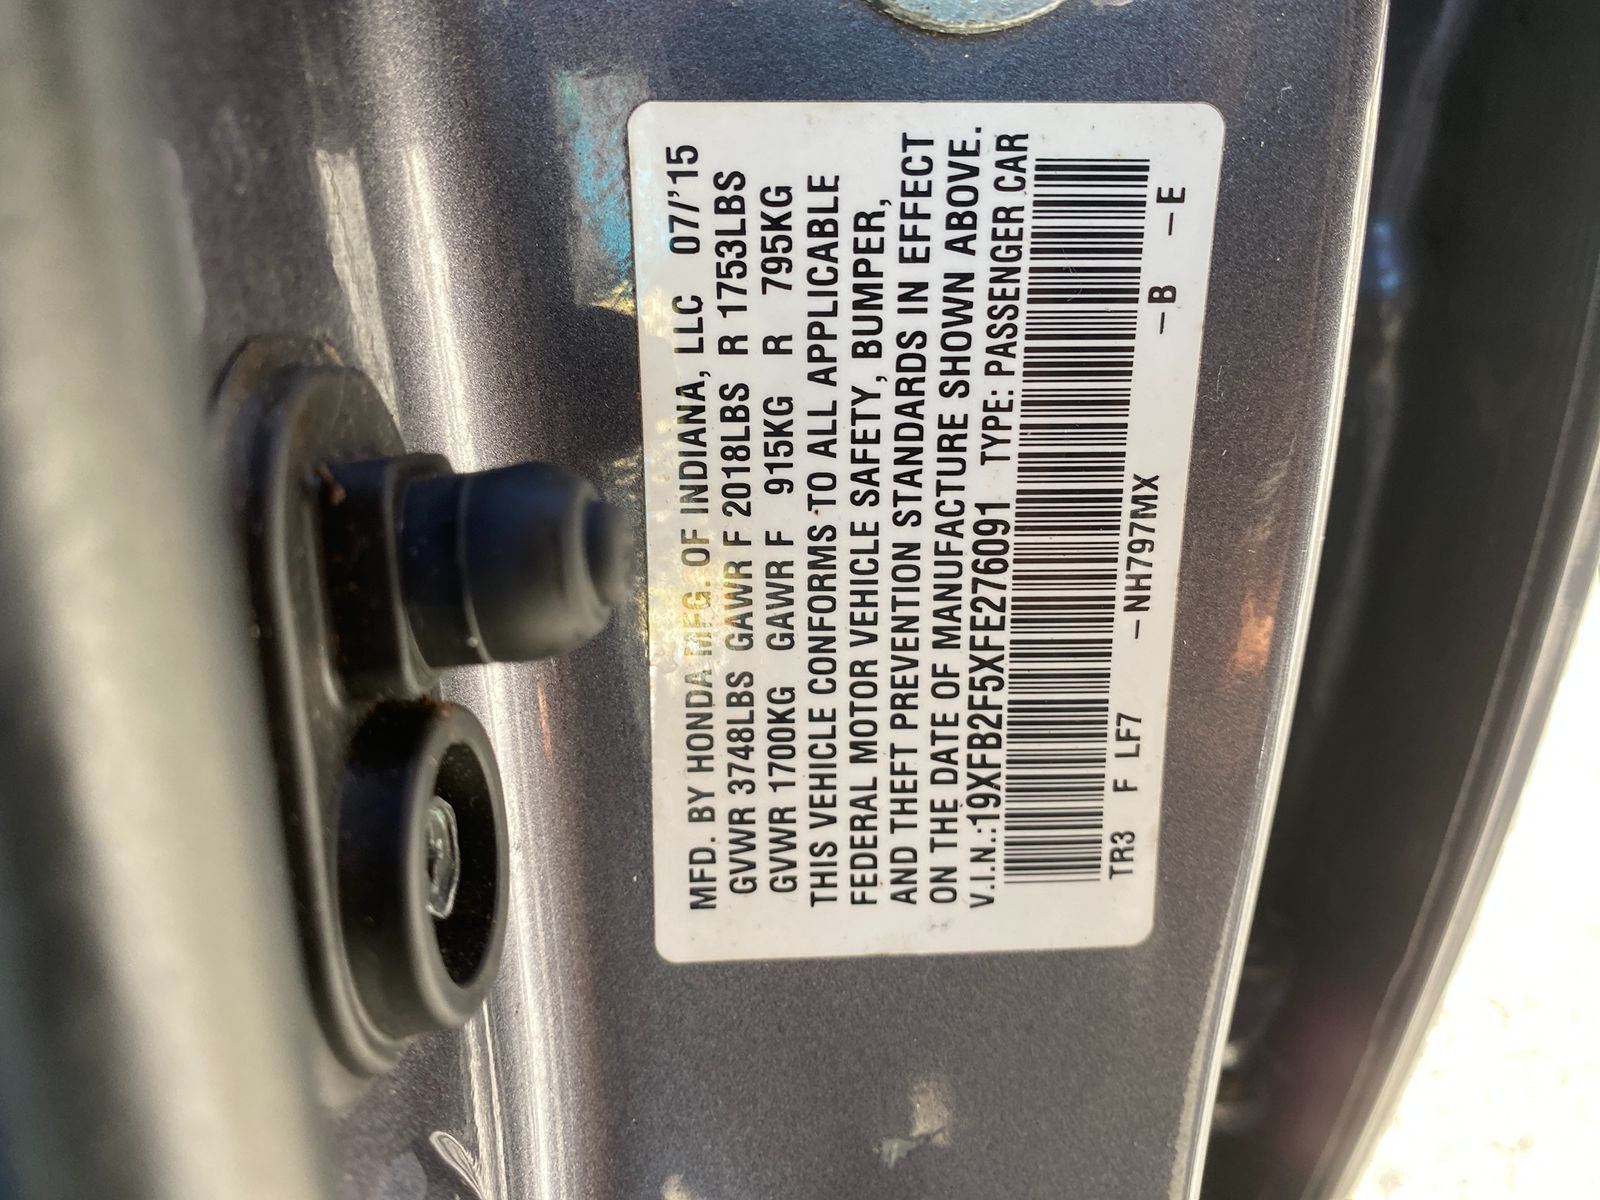 MFD. BY HONDA MFG. OF INDIANA, LLC 07/'15
GVWR 3748LBS GAWR F 2018LBS R 1753LBS
GVWR 1700KG GAWR F 915KG R 795KG
THIS VEHICLE CONFORMS TO ALL APPLICABLE
FEDERAL MOTOR VEHICLE SAFETY, BUMPER,
AND THEFT PREVENTION STANDARDS IN EFFECT
ON THE DATE OF MANUFACTURE SHOWN ABOVE.
V.I.N.:19XFB2F5XFE276091 TYPE: PASSENGER CAR
TR3 F LF7 -NH797MX -B -E